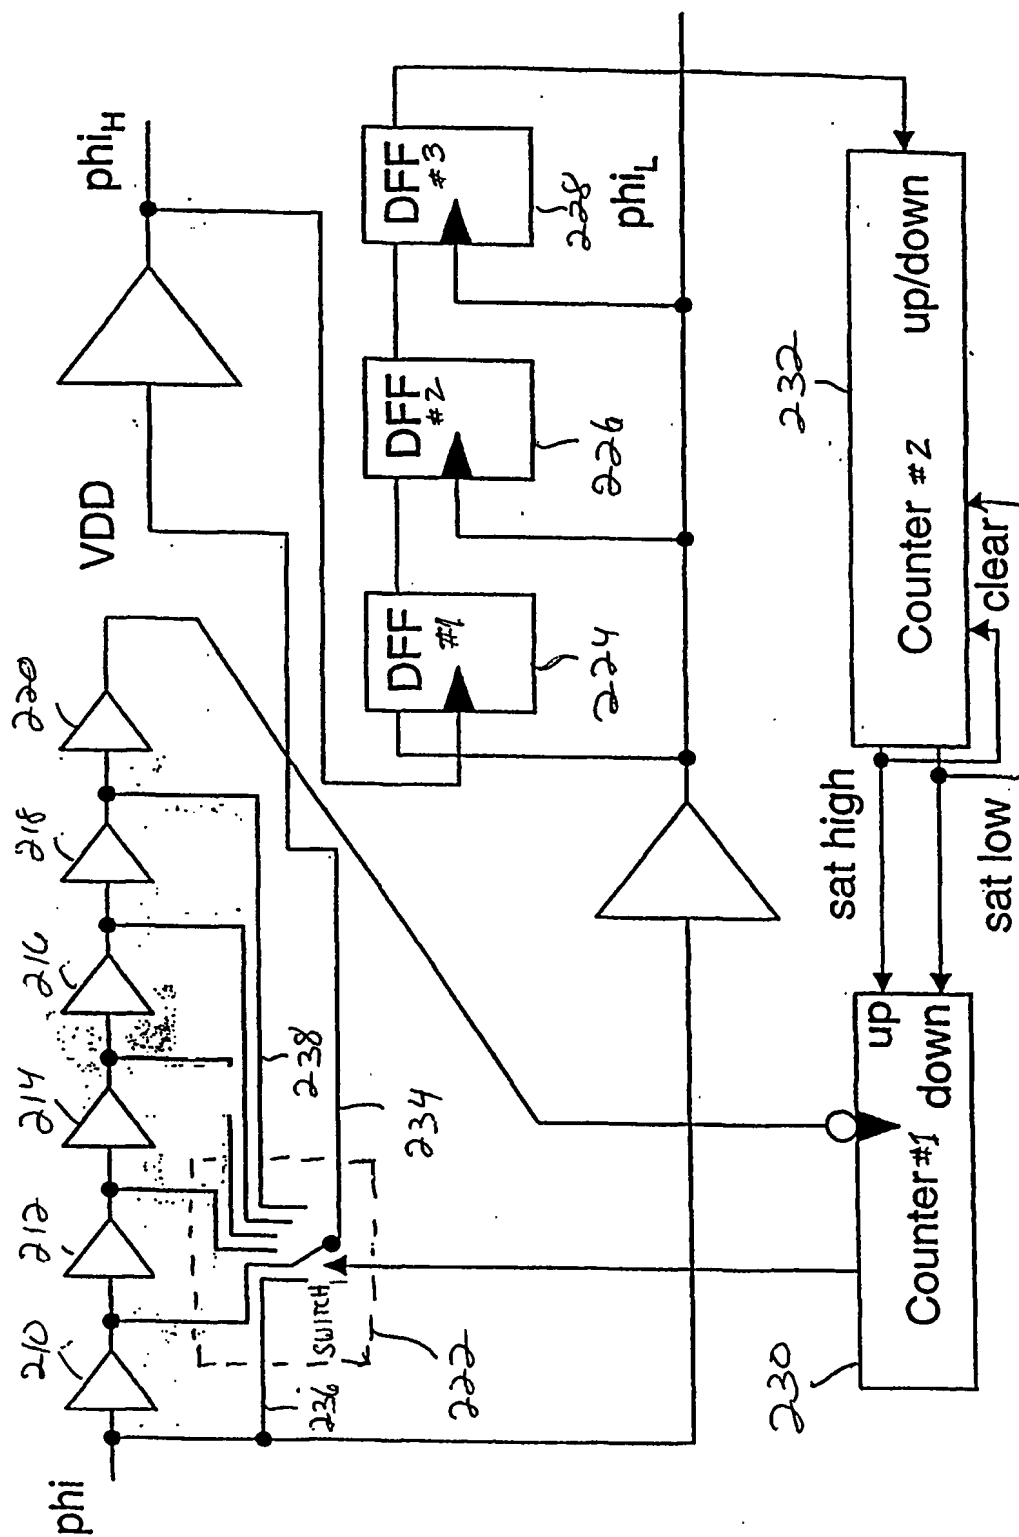 phi
210
212
214
216
218
220
VDD
phiH
236
SWITCH
222
238
234
DFF
#1
224
DFF
#2
226
DFF
#3
228
phiL
230
Counter #1
up
down
sat high
sat low
232
Counter #2
up/down
clear